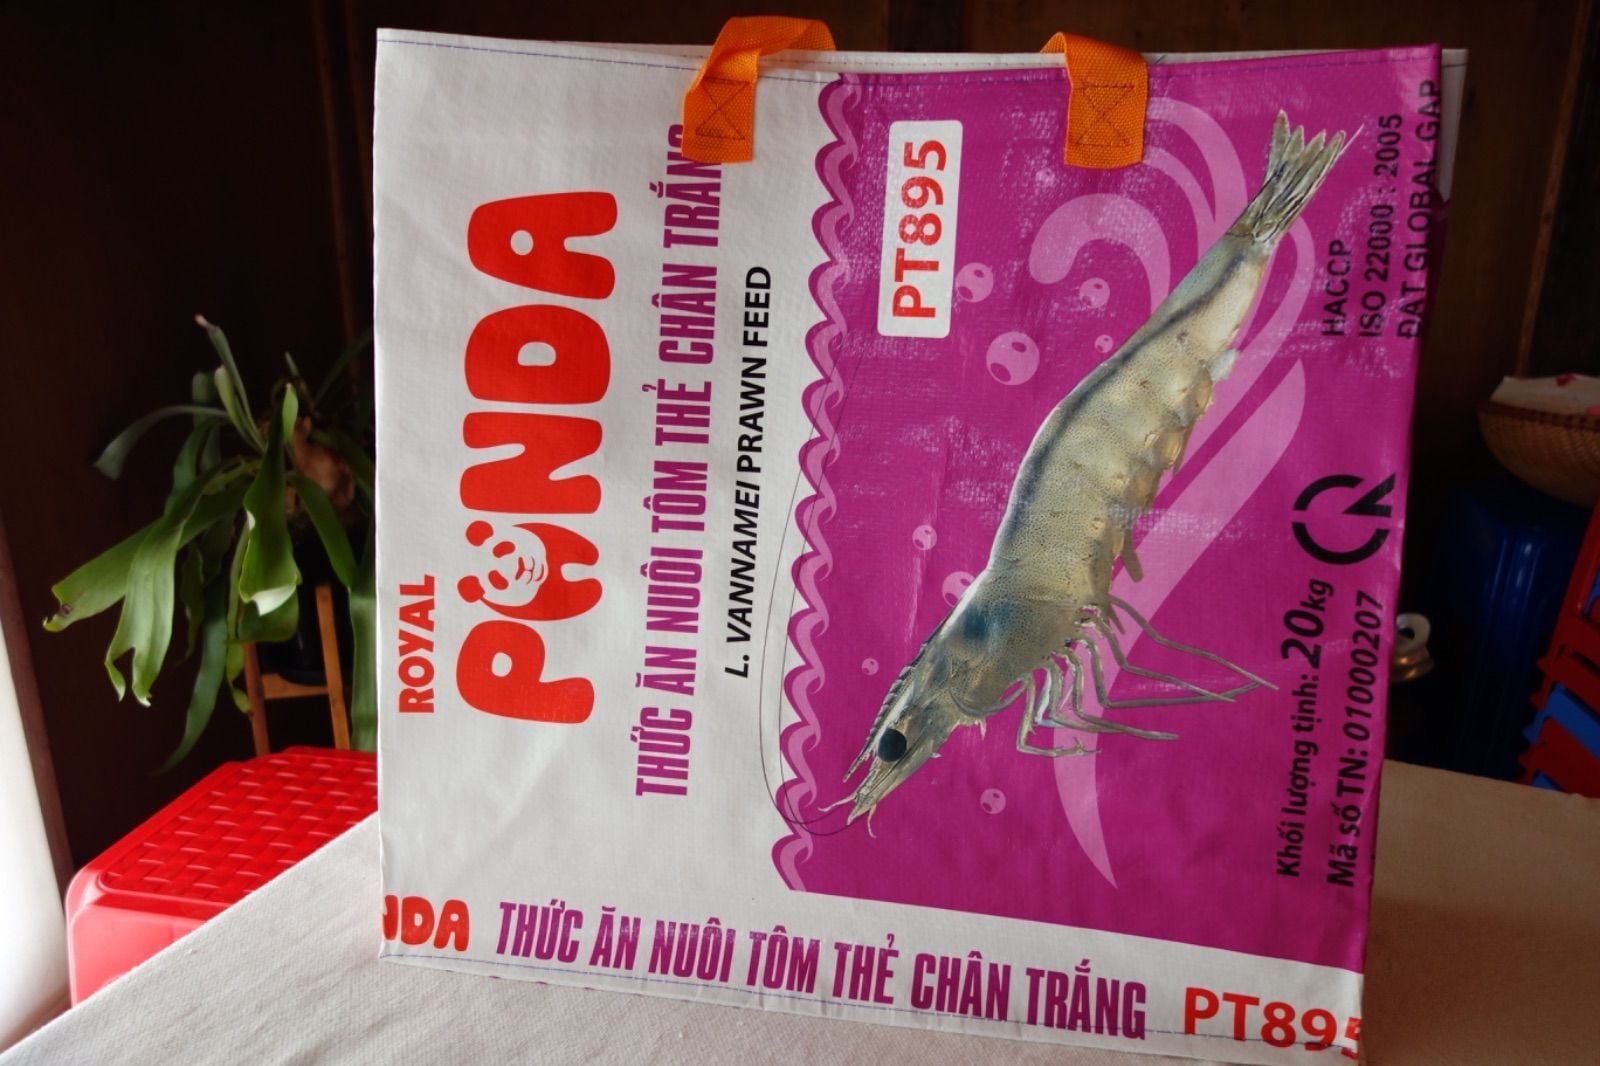 ROYAL
PANDA
THỨC ĂN NUÔI TÔM THẺ CHÂN TRẮNG
L. VANNAMEI PRAWN FEED
PT895
HACCP
ISO 22000 : 2005
ĐẠT GLOBAL GAP
Khối lượng tịnh: 20kg
Mã số TN: 01000207
NDA THỨC ĂN NUÔI TÔM THẺ CHÂN TRẮNG PT895